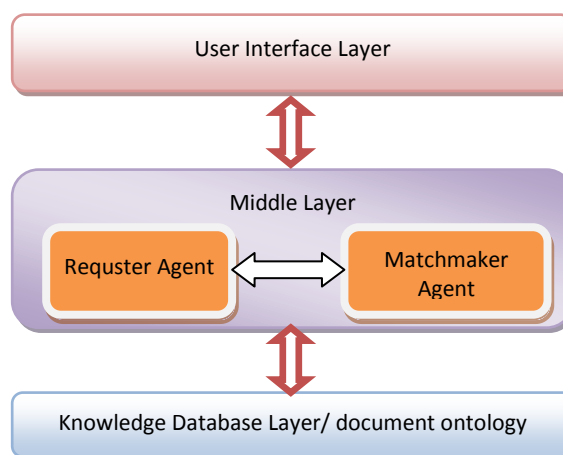 User Interface Layer
Middle Layer
Requster Agent
Matchmaker
Agent
Knowledge Database Layer/ document ontology